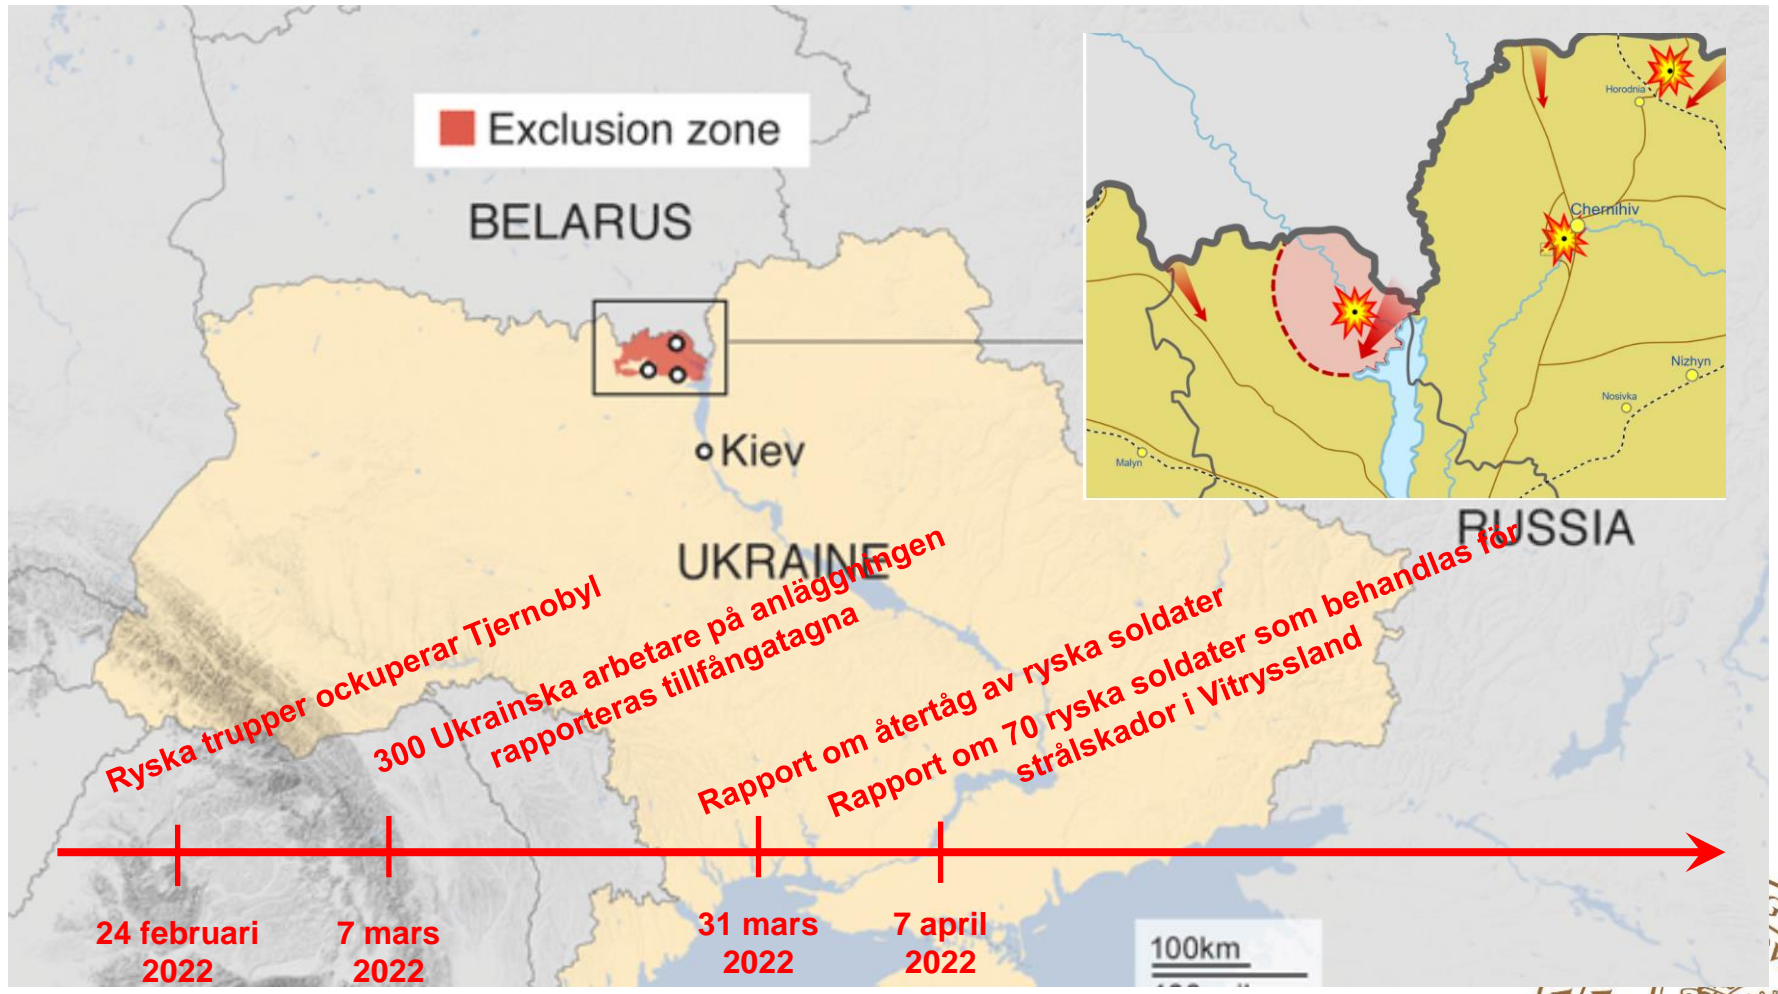 Exclusion zone
BELARUS
Kiev
UKRAINE
RUSSIA
Horodnia
Chernihiv
Nizhyn
Nosivka
Malyn
Ryska trupper ockuperar Tjernobyl
300 Ukrainska arbetare på anläggningen
rapporteras tillfångatagna
Rapport om återtåg av ryska soldater
Rapport om 70 ryska soldater som behandlas för
strålskador i Vitryssland
24 februari
2022
7 mars
2022
31 mars
2022
7 april
2022
100km